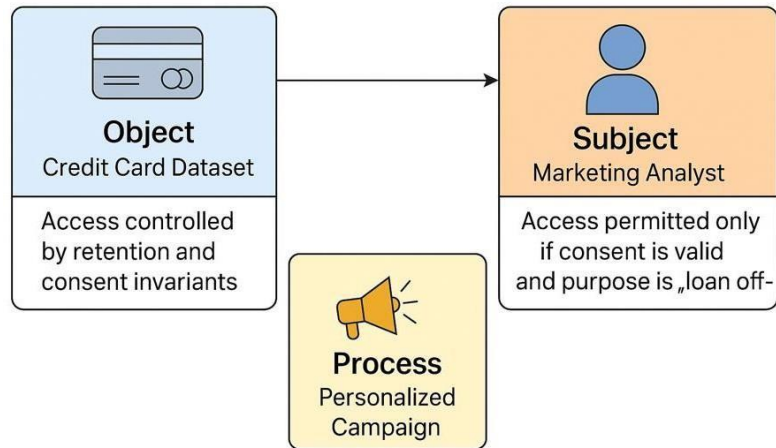 Object
Credit Card Dataset
Access controlled
by retention and
consent invariants
Subject
Marketing Analyst
Access permitted only
if consent is valid
and purpose is „loan off-
Process
Personalized
Campaign